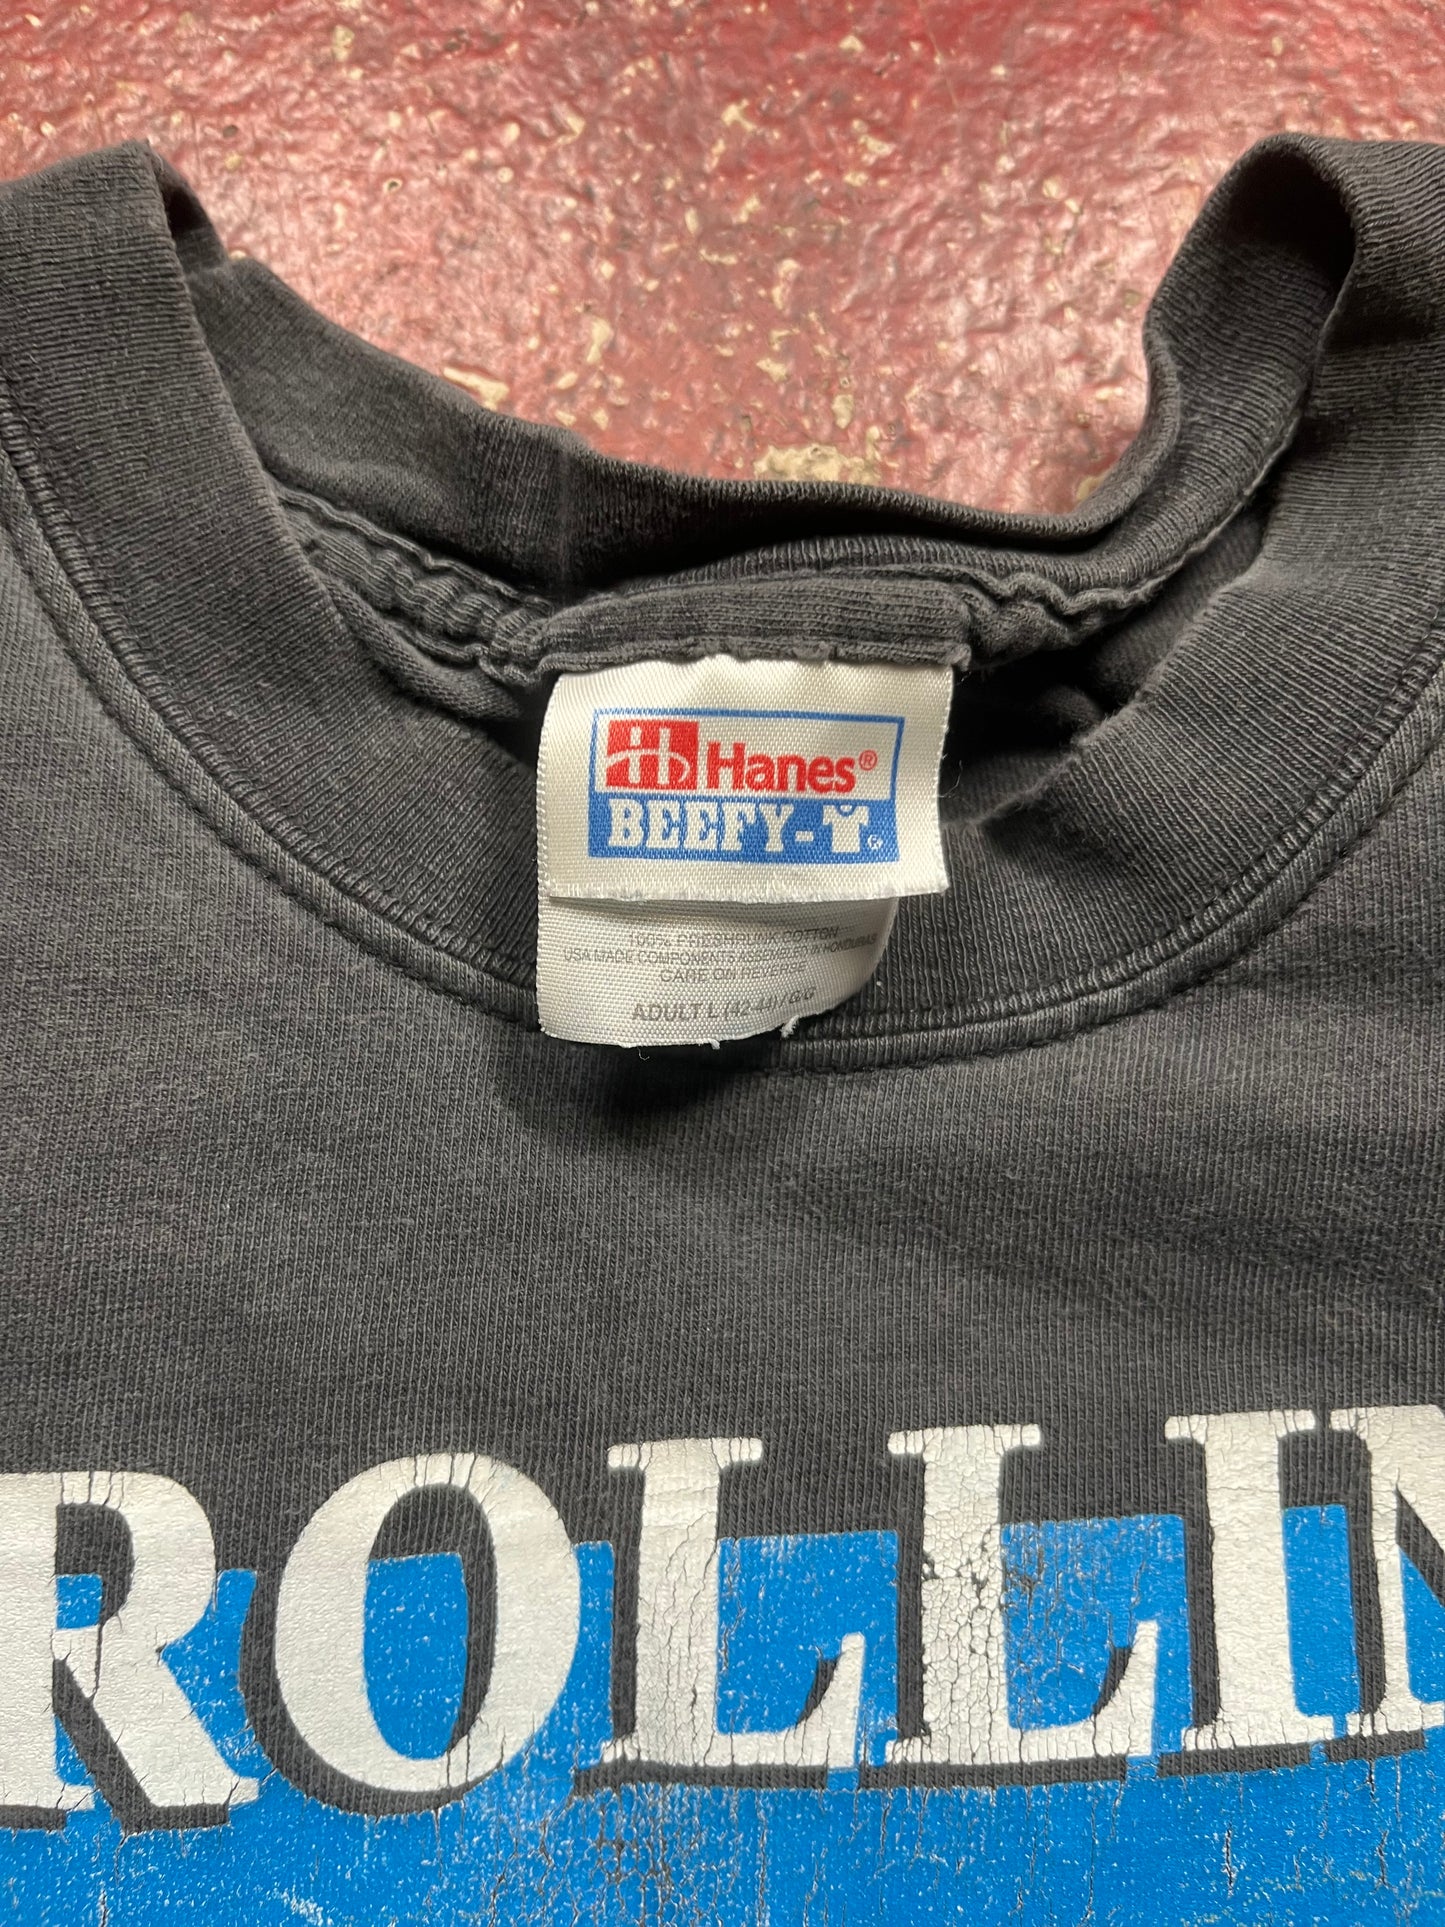 Hanes®
BEEFY-T
100% PRESHRUNK COTTON
USA MADE COMPONENTS ASSEMBLED IN HONDURAS
CARE ON REVERSE
ADULT L (42-44) / G/G
ROLLIN